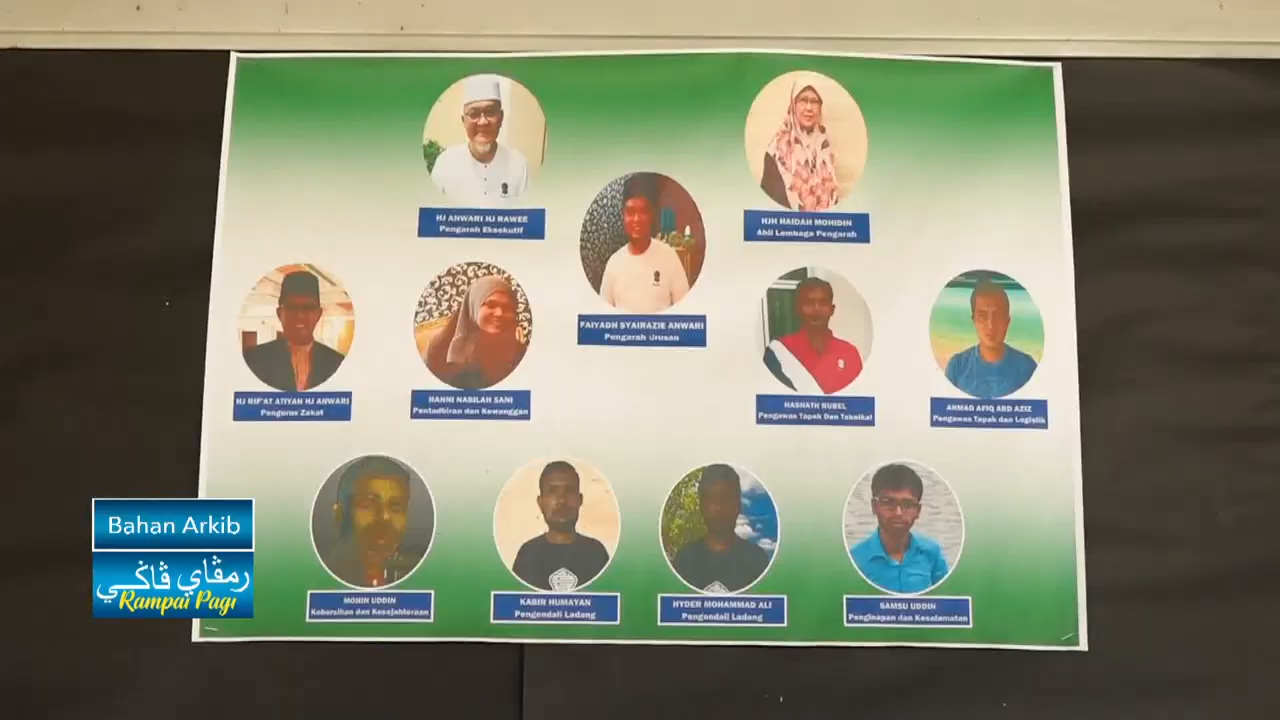 HJ ANWARI HJ RAWEE
Pengarah Eksekutif
HJH HAIDAH MOHIDIN
Ahli Lembaga Pengarah
FAIYADH SYAIRAZIE ANWARI
Pengarah Urusan
HJ RIF'AT ATIYAH HJ ANWARI
Pengurus Zakat
HANNI NABILAH SANI
Pentadbiran dan Kewanggan
HASNATH RUBEL
Pengawas Tapak Dan Teknikal
AHMAD AFIQ ABD AZIZ
Pengawas Tapak dan Logistik
MOHIN UDDIN
Kebersihan dan Kesejahteraan
KABIR HUMAYAN
Pengendali Ladang
HYDER MOHAMMAD ALI
Pengendali Ladang
SAMSU UDDIN
Penginapan dan Keselamatan
Bahan Arkib
رمڤاي ڤاڬي
Rampai Pagi